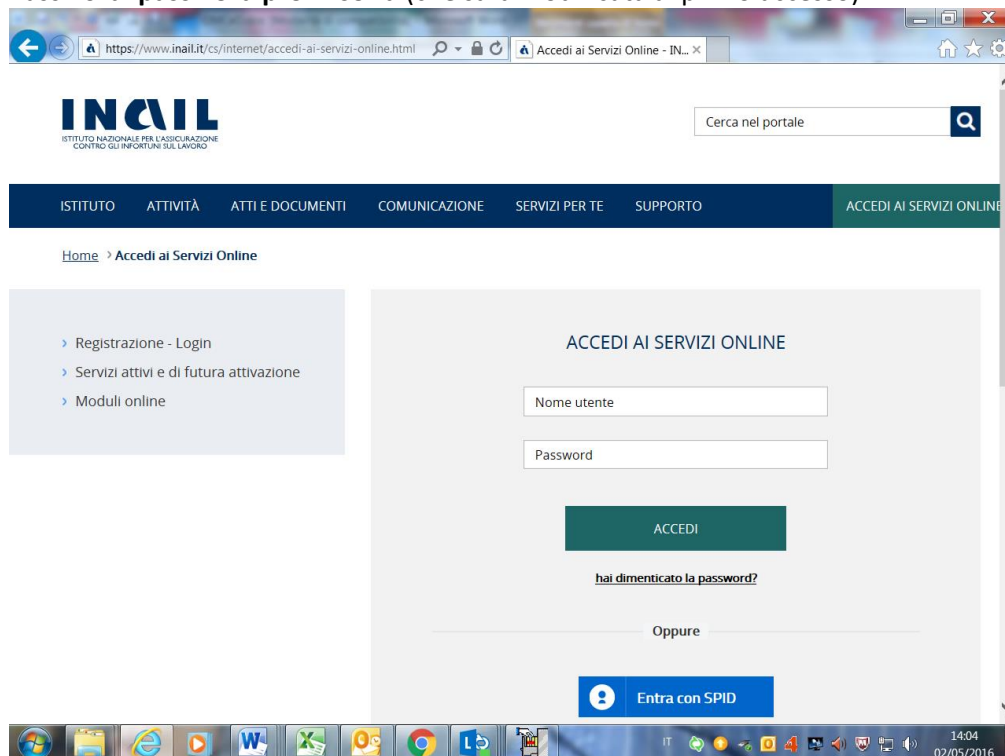 https://www.inail.it/cs/internet/accedi-ai-servizi-online.html
Accedi ai Servizi Online - IN...
INAIL
ISTITUTO NAZIONALE PER L'ASSICURAZIONE
CONTRO GLI INFORTUNI SUL LAVORO
Cerca nel portale
ISTITUTO ATTIVITÀ ATTI E DOCUMENTI COMUNICAZIONE SERVIZI PER TE SUPPORTO ACCEDI AI SERVIZI ONLINE
Home > Accedi ai Servizi Online
Registrazione - Login
Servizi attivi e di futura attivazione
Moduli online
ACCEDI AI SERVIZI ONLINE
Nome utente
Password
ACCEDI
hai dimenticato la password?
Oppure
Entra con SPID
IT
14:04
02/05/2016